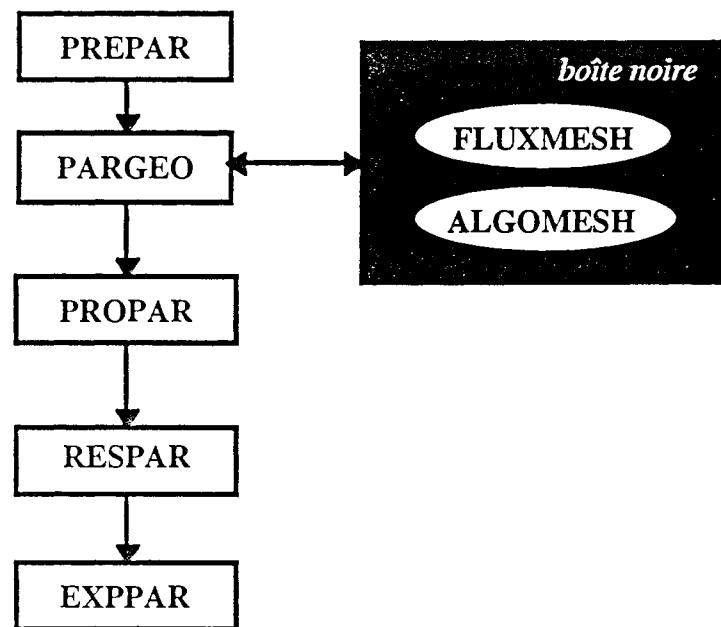 PREPAR
boîte noire
FLUXMESH
PARGEO
ALGOMESH
PROPAR
RESPAR
EXPPAR